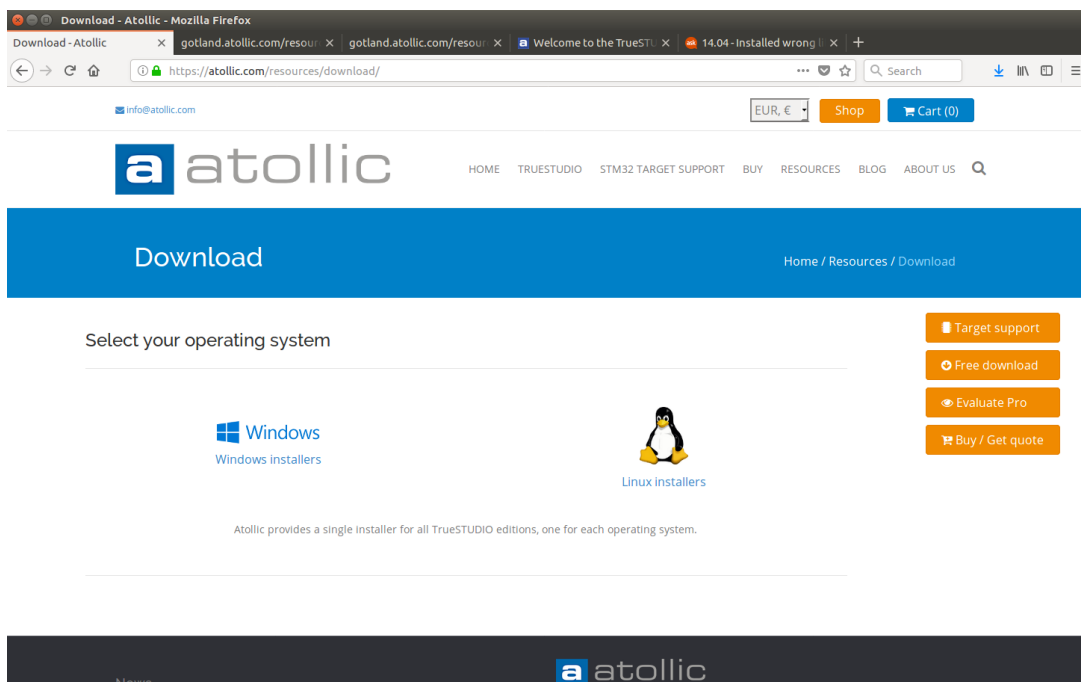 Download - Atollic - Mozilla Firefox
Download - Atollic
gotland.atollic.com/resour
gotland.atollic.com/resour
a Welcome to the TrueSTU
ask 14.04 - Installed wrong li
https://atollic.com/resources/download/
Search
info@atollic.com
EUR, €
Shop
Cart (0)
a atollic
HOME TRUESTUDIO STM32 TARGET SUPPORT BUY RESOURCES BLOG ABOUT US
Download
Home / Resources / Download
Select your operating system
Target support
Free download
Evaluate Pro
Buy / Get quote
Windows
Windows installers
Linux installers
Atollic provides a single installer for all TrueSTUDIO editions, one for each operating system.
a atollic